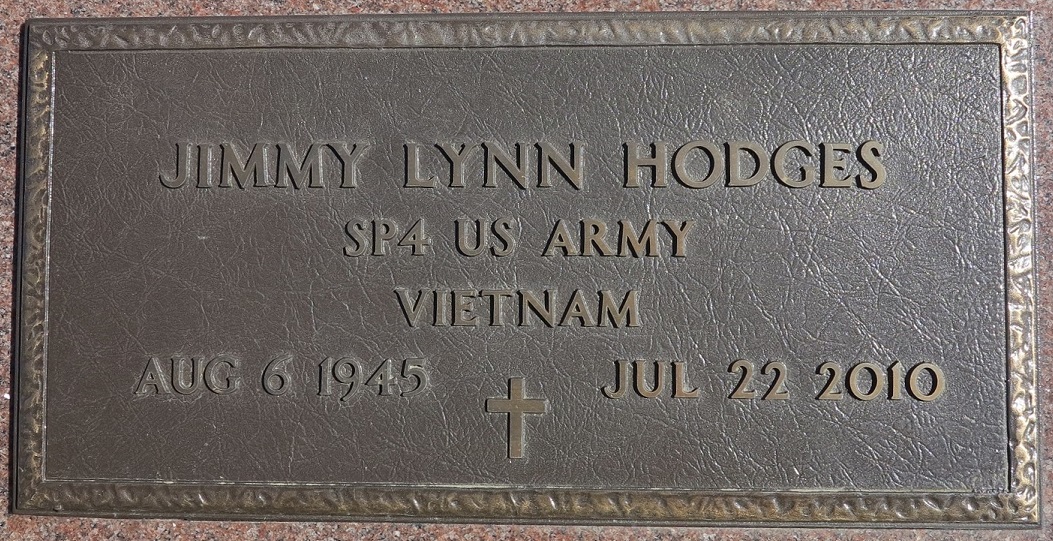 JIMMY LYNN HODGES
SP4 US ARMY
VIETNAM
AUG 6 1945 JUL 22 2010